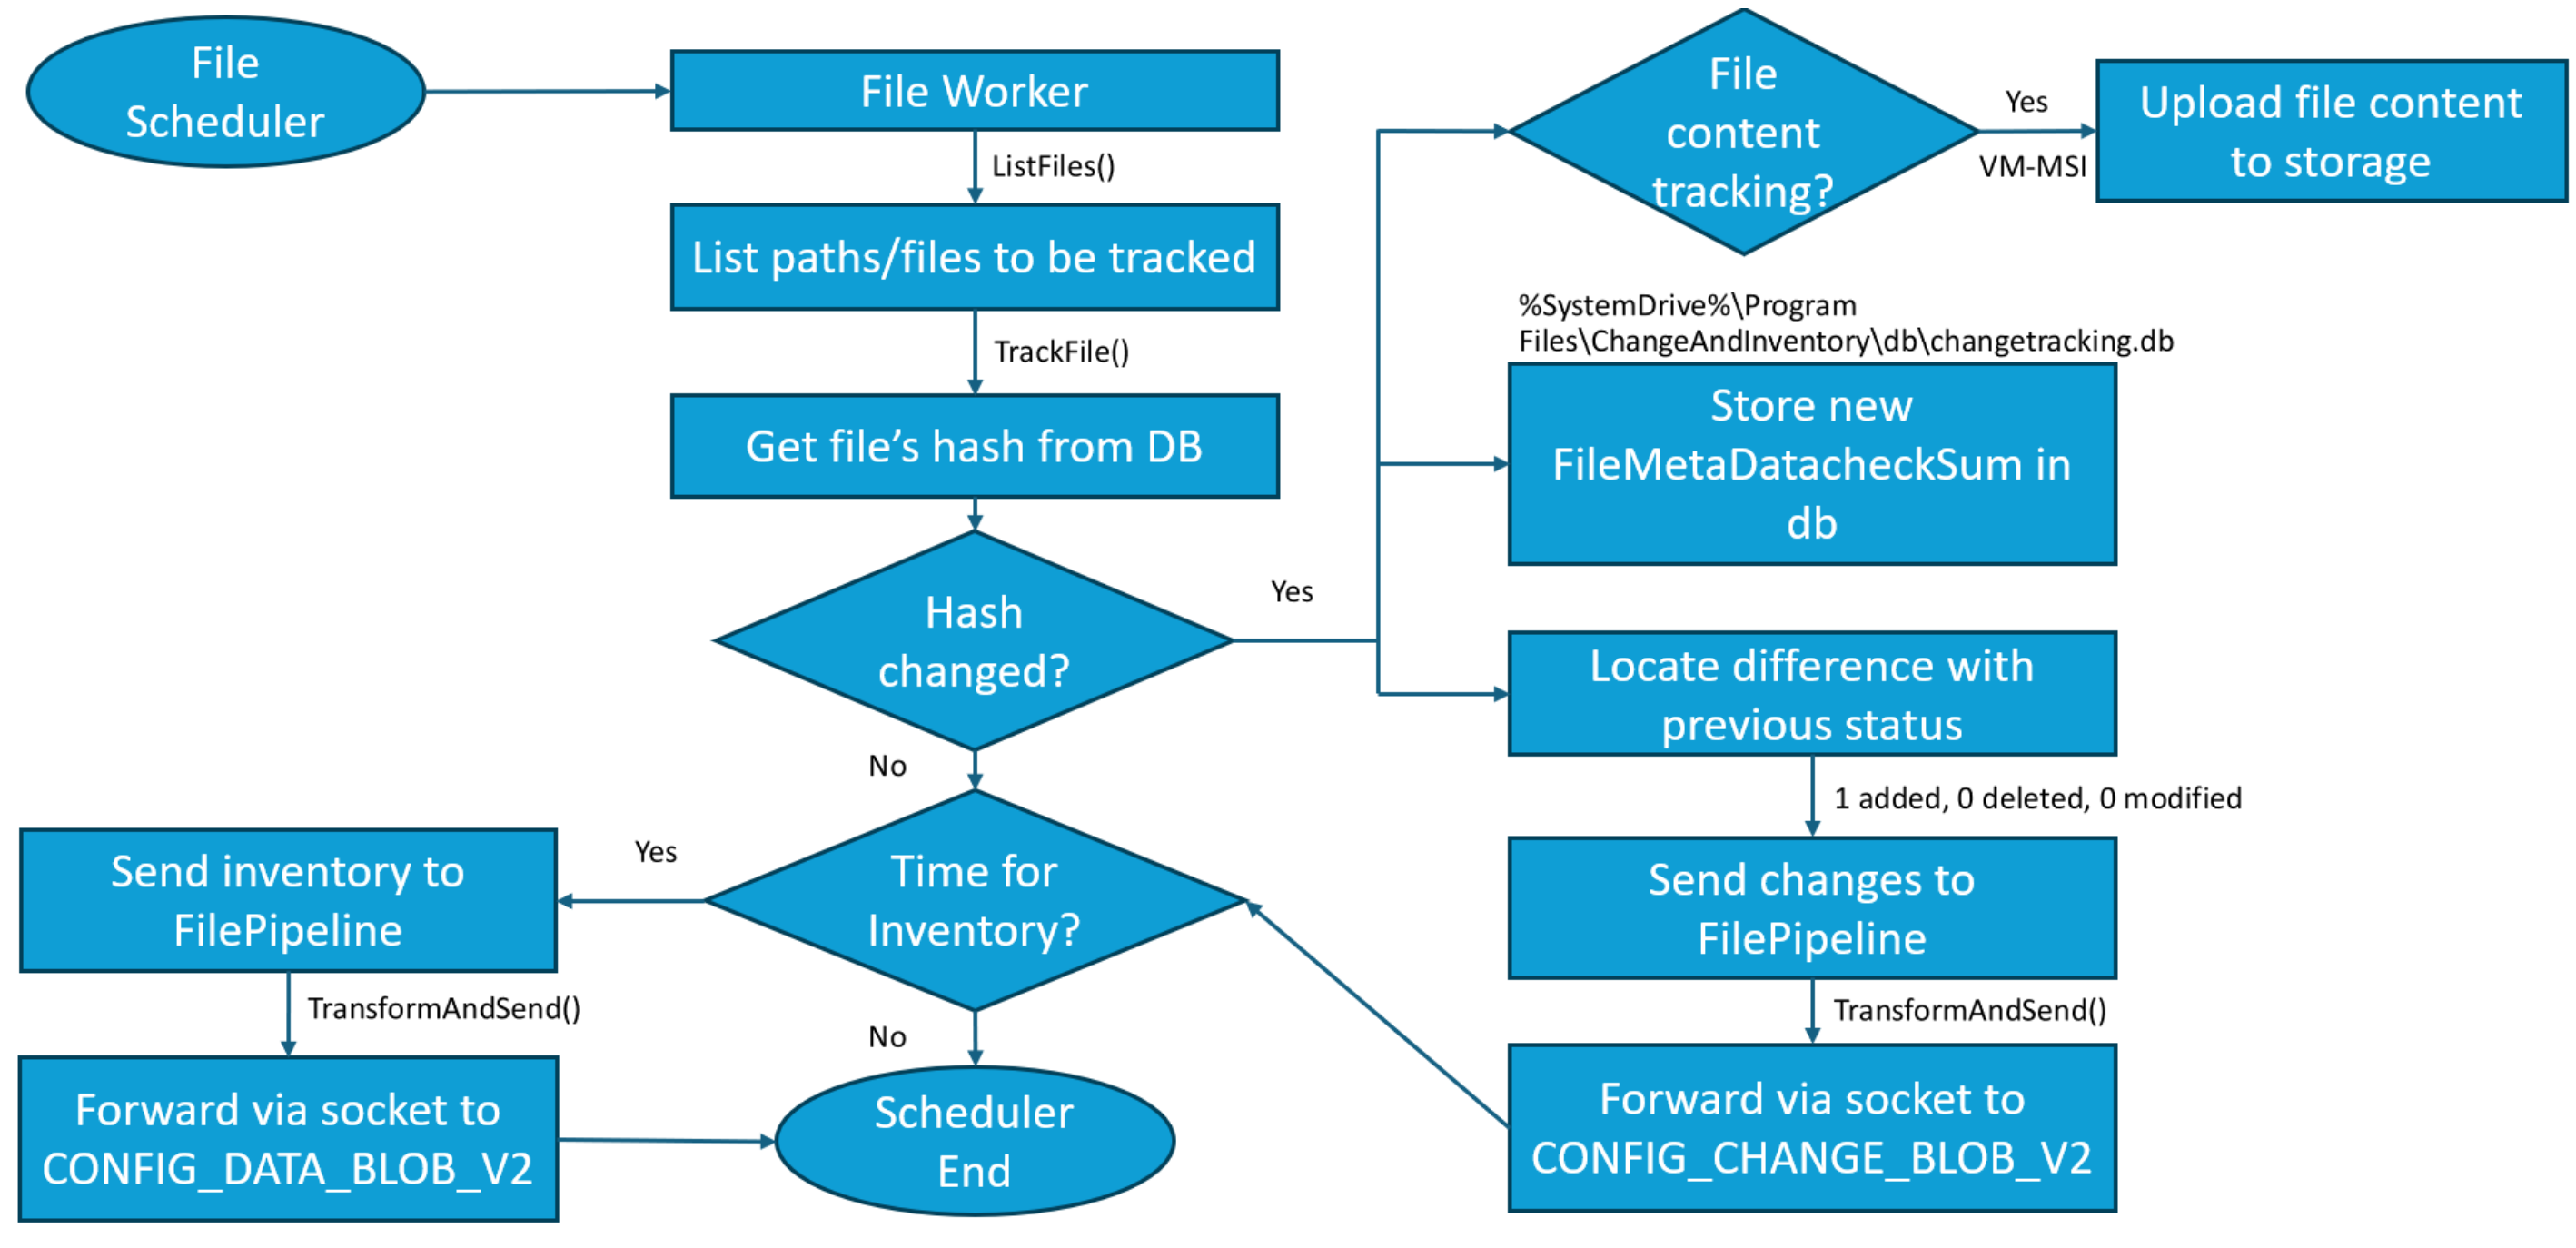 File
Scheduler
File Worker
ListFiles()
List paths/files to be tracked
TrackFile()
Get file’s hash from DB
Hash
changed?
Yes
No
File
content
tracking?
Yes
VM-MSI
Upload file content
to storage
%SystemDrive%\Program
Files\ChangeAndInventory\db\changetracking.db
Store new
FileMetaDatacheckSum in
db
Locate difference with
previous status
1 added, 0 deleted, 0 modified
Send changes to
FilePipeline
TransformAndSend()
Forward via socket to
CONFIG_CHANGE_BLOB_V2
Time for
Inventory?
Yes
No
Send inventory to
FilePipeline
TransformAndSend()
Forward via socket to
CONFIG_DATA_BLOB_V2
Scheduler
End